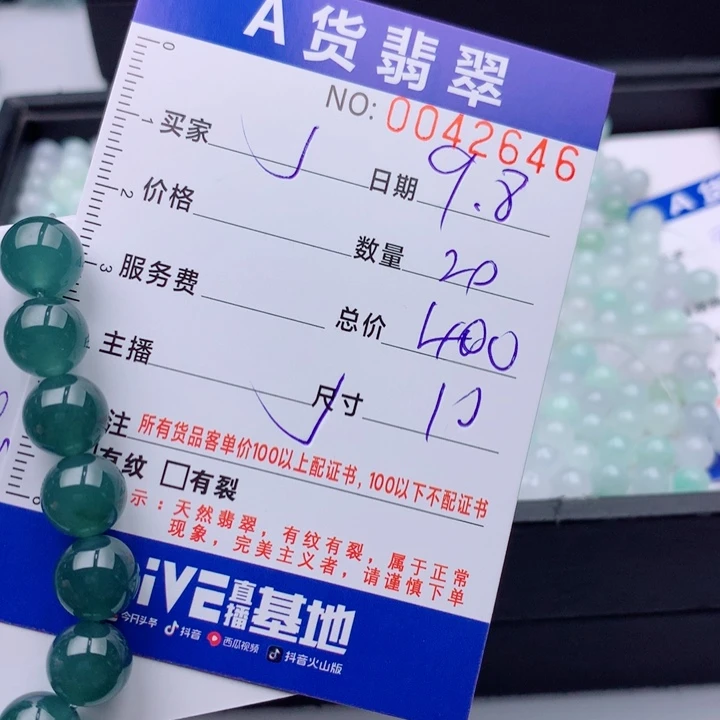 A货翡翠
NO: 0042646
买家 日期 9.8
价格 数量 20
服务费 总价 400
主播 尺寸 10
注 所有货品客单价100以上配证书，100以下不配证书
有纹 □有裂
示：天然翡翠，有纹有裂，属于正常
现象，完美主义者，请谨慎下单
LIVE直播基地
今日头条 抖音 西瓜视频 抖音火山版
A